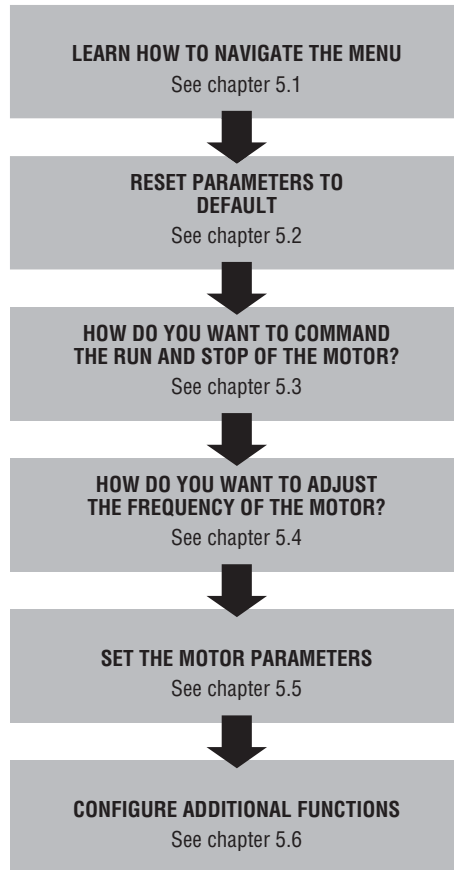 LEARN HOW TO NAVIGATE THE MENU
See chapter 5.1
RESET PARAMETERS TO
DEFAULT
See chapter 5.2
HOW DO YOU WANT TO COMMAND
THE RUN AND STOP OF THE MOTOR?
See chapter 5.3
HOW DO YOU WANT TO ADJUST
THE FREQUENCY OF THE MOTOR?
See chapter 5.4
SET THE MOTOR PARAMETERS
See chapter 5.5
CONFIGURE ADDITIONAL FUNCTIONS
See chapter 5.6